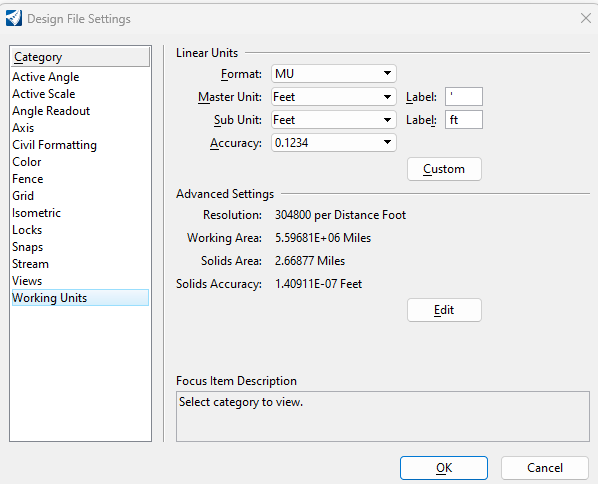 Design File Settings
Category
Active Angle
Active Scale
Angle Readout
Axis
Civil Formatting
Color
Fence
Grid
Isometric
Locks
Snaps
Stream
Views
Working Units
Linear Units
Format: MU
Master Unit: Feet Label: '
Sub Unit: Feet Label: ft
Accuracy: 0.1234
Custom
Advanced Settings
Resolution: 304800 per Distance Foot
Working Area: 5.59681E+06 Miles
Solids Area: 2.66877 Miles
Solids Accuracy: 1.40911E-07 Feet
Edit
Focus Item Description
Select category to view.
OK Cancel